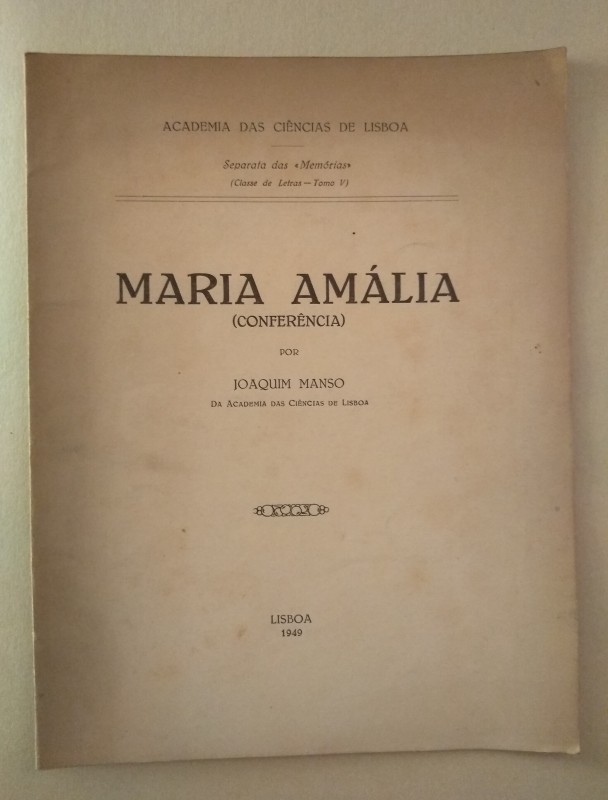 ACADEMIA DAS CIÊNCIAS DE LISBOA
Separata das «Memórias»
(Classe de Letras — Tomo V)
MARIA AMÁLIA
(CONFERÊNCIA)
POR
JOAQUIM MANSO
DA ACADEMIA DAS CIÊNCIAS DE LISBOA
LISBOA
1949